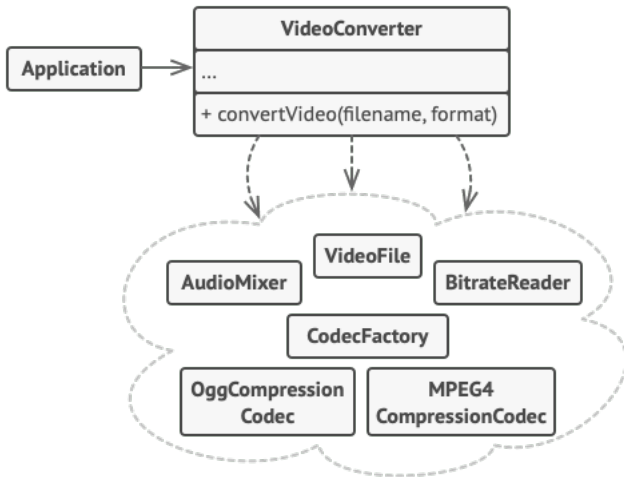 VideoConverter
Application
...
+ convertVideo(filename, format)
VideoFile
AudioMixer
BitrateReader
CodecFactory
OggCompression
Codec
MPEG4
CompressionCodec